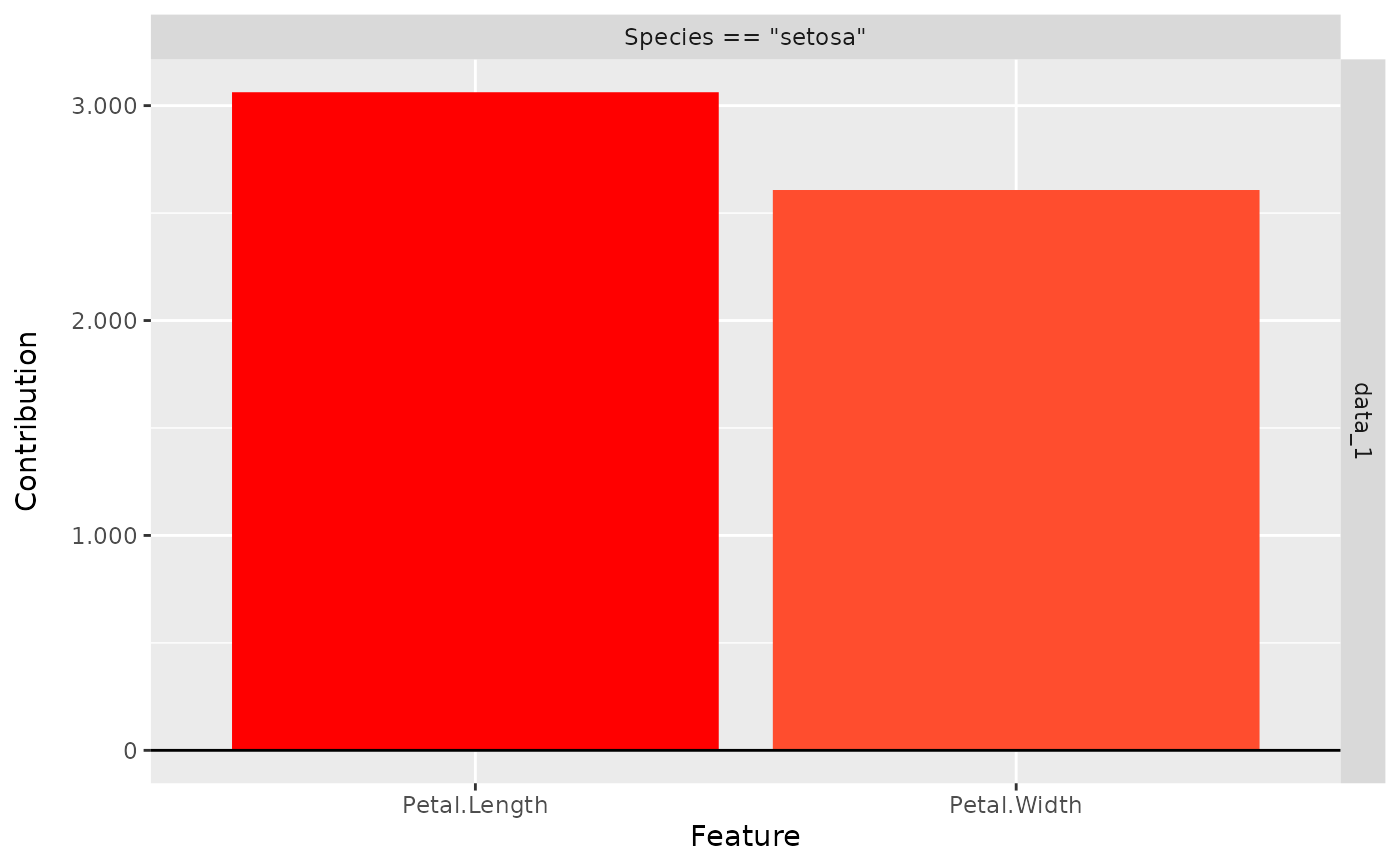 Species == "setosa"
3.000
2.000
1.000
0
Contribution
data_1
Petal.Length
Petal.Width
Feature